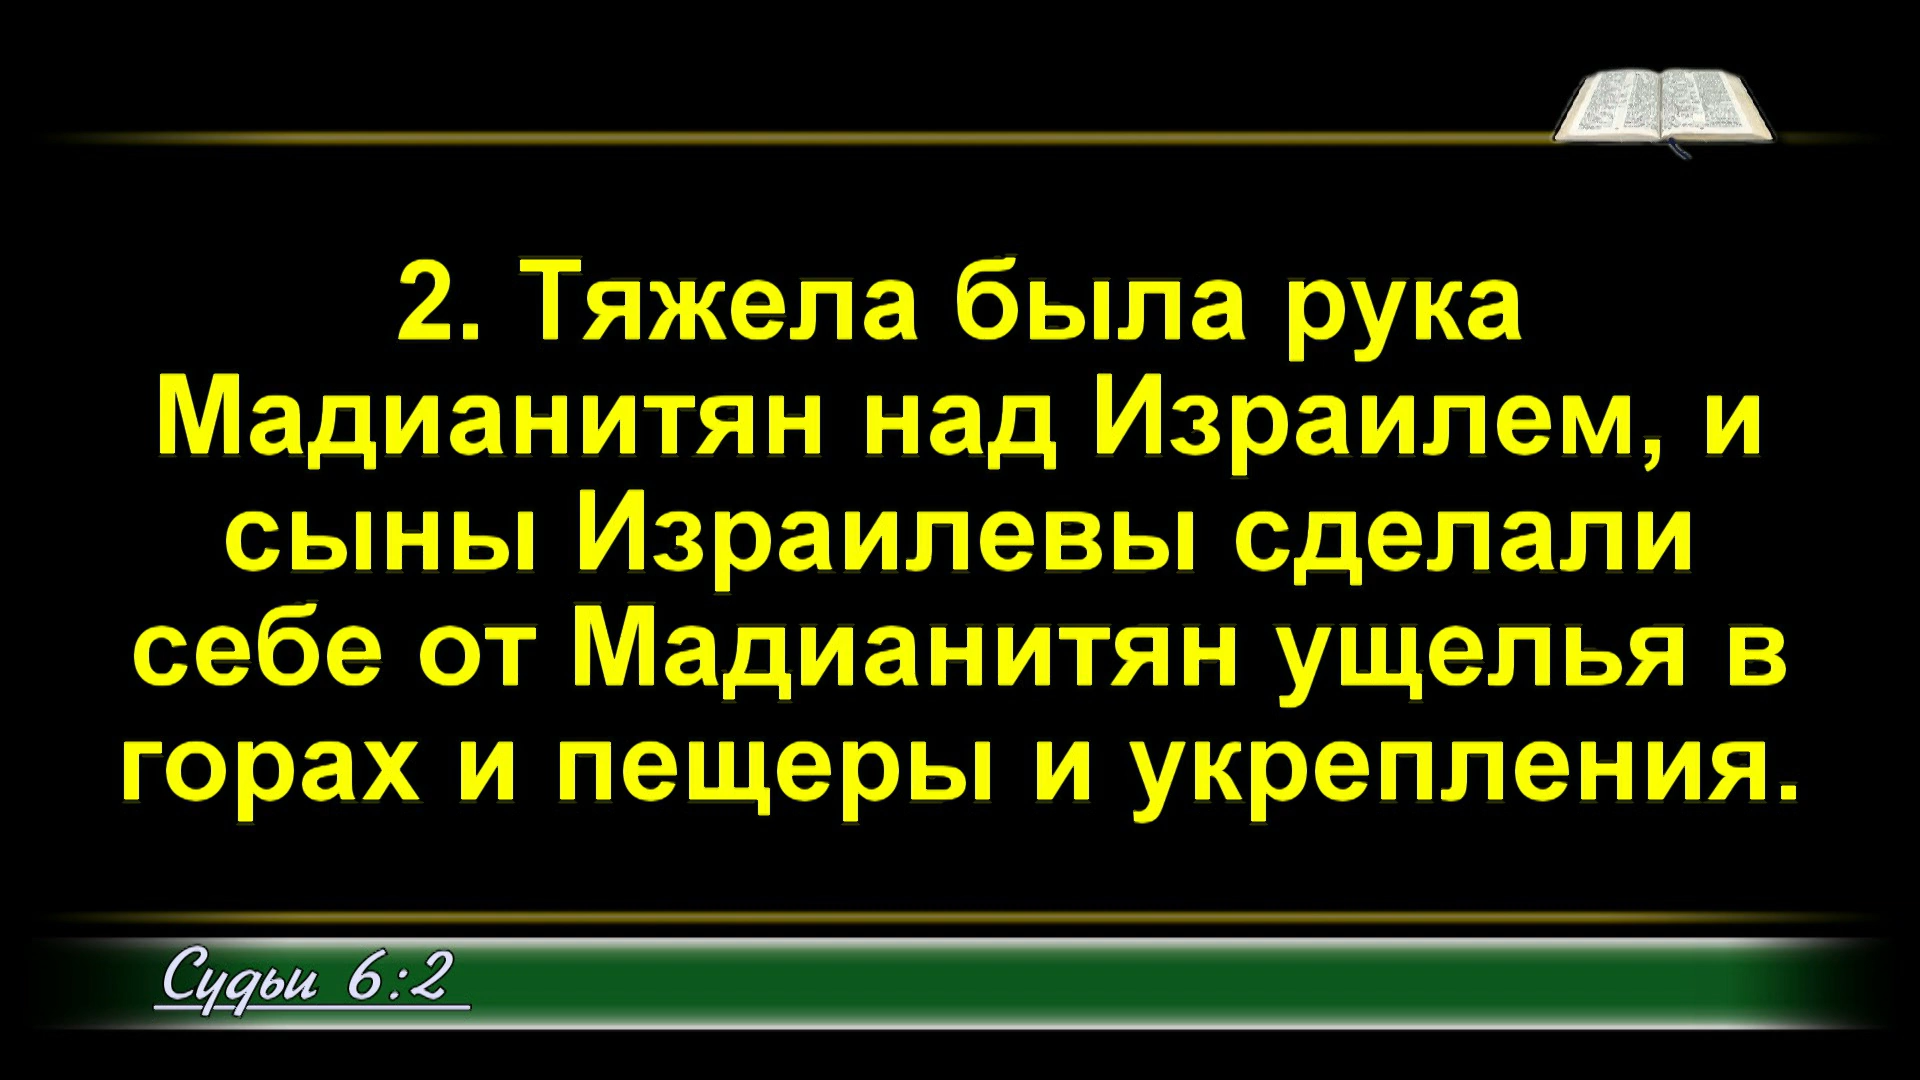 2. Тяжела была рука
Мадианитян над Израилем, и
сыны Израилевы сделали
себе от Мадианитян ущелья в
горах и пещеры и укрепления.
Судьи 6:2